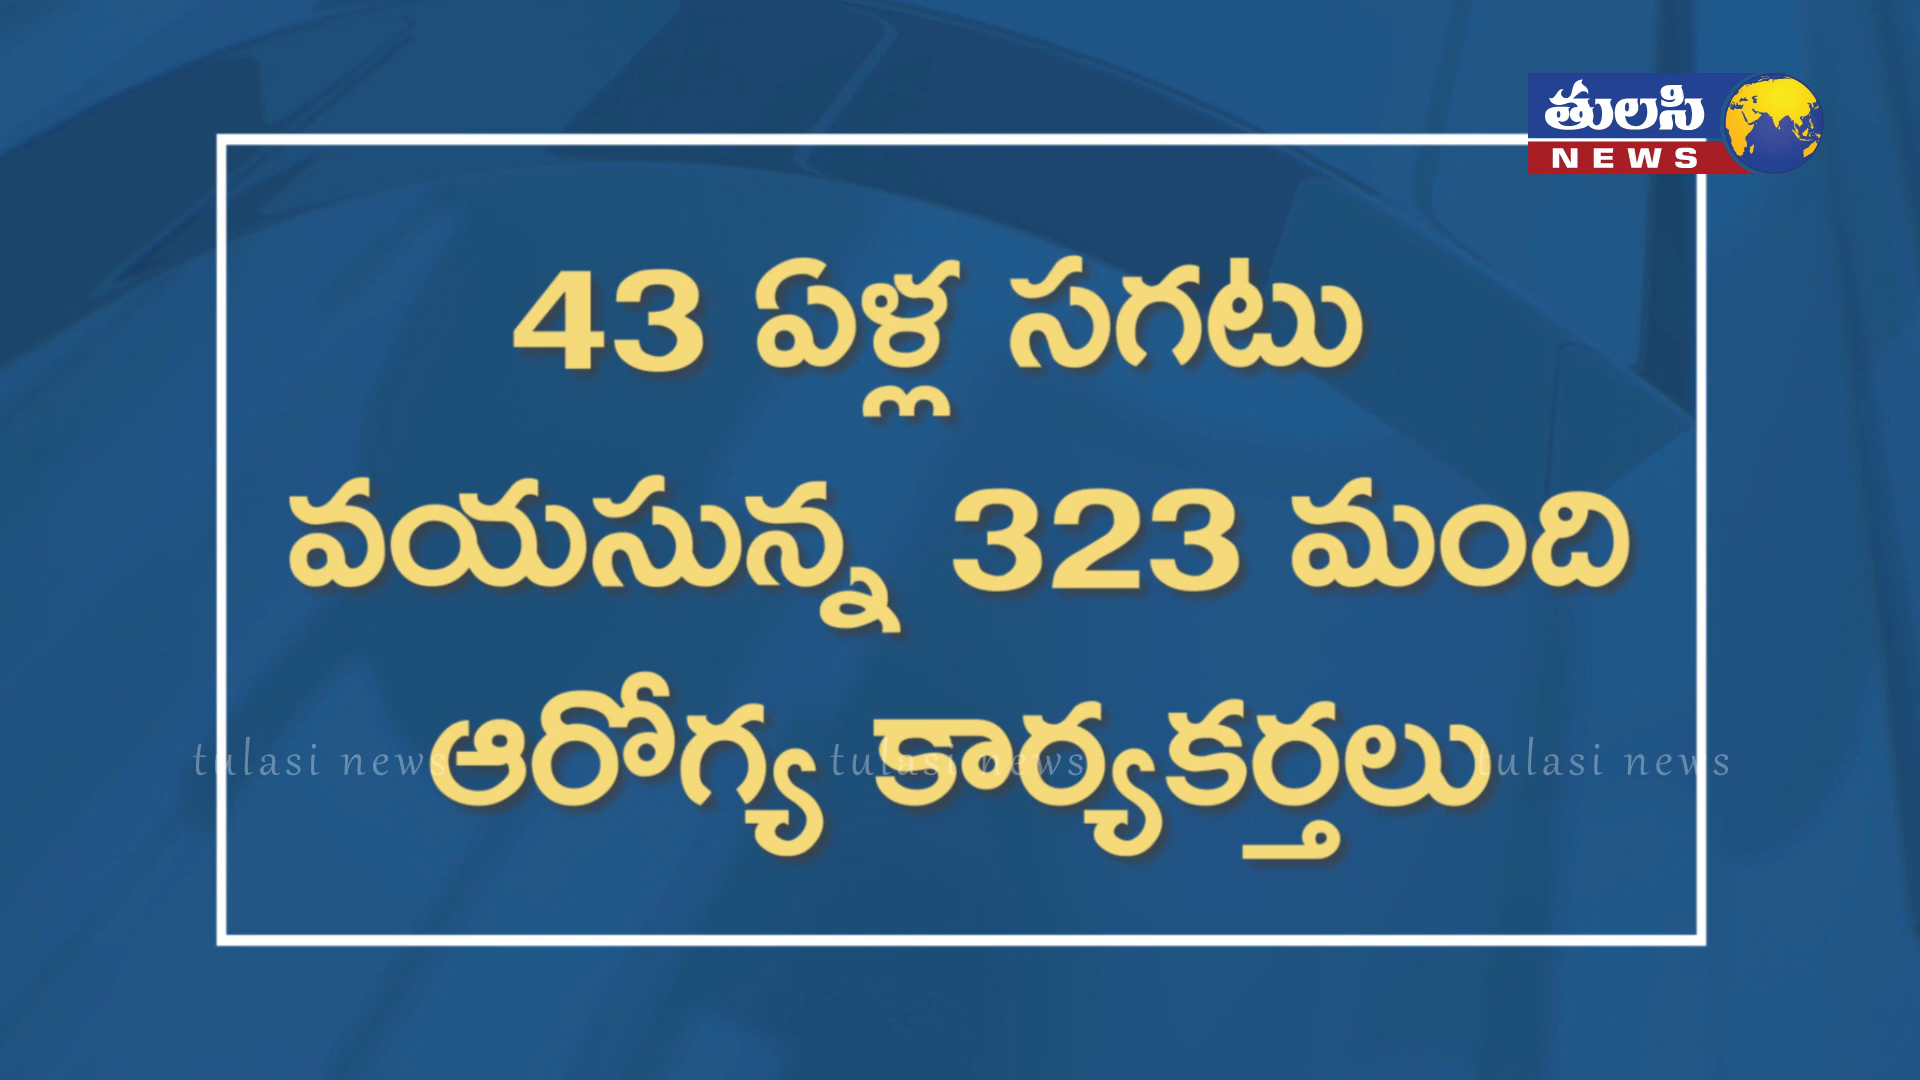 తులసి
NEWS
43 ఏళ్ల సగటు
వయసున్న 323 మంది
ఆరోగ్య కార్యకర్తలు
tulasi news tulasi news tulasi news